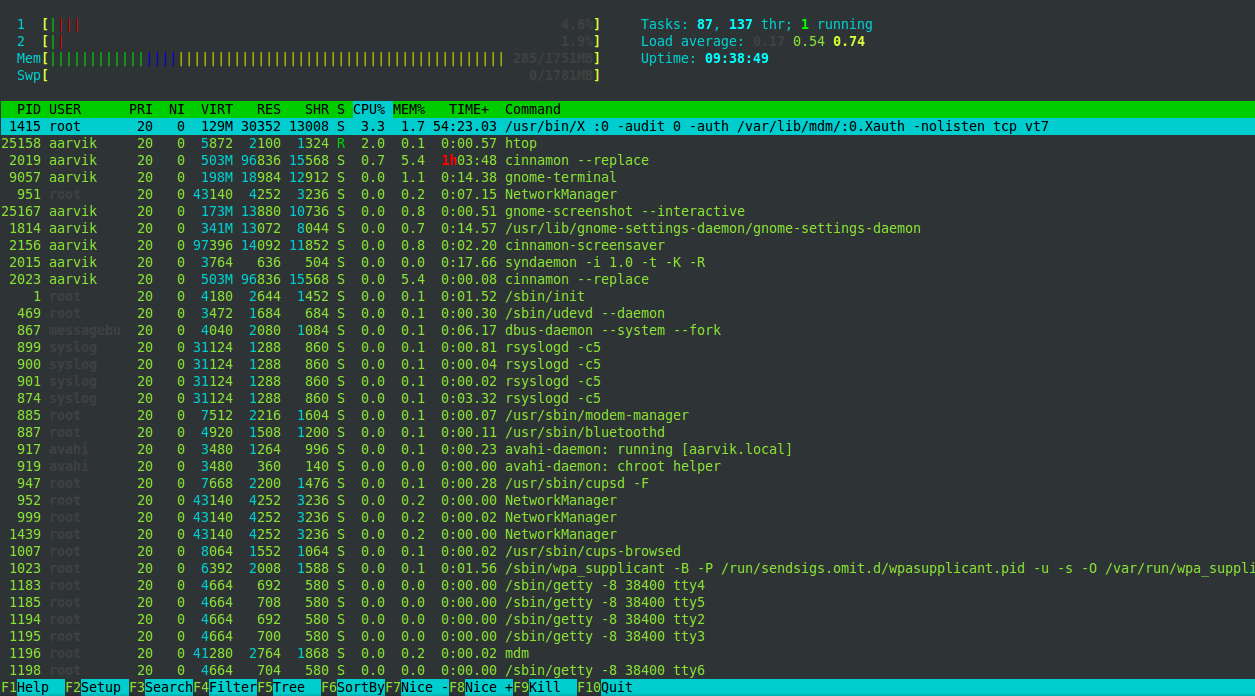 1 [|||| 4.6%] Tasks: 87, 137 thr; 1 running
2 [|| 1.9%] Load average: 0.17 0.54 0.74
Mem[||||||||||||||||||||||||||||||||||||||||||||||||||||||||| 285/1751MB] Uptime: 09:38:49
Swp[ 0/1781MB]
PID USER PRI NI VIRT RES SHR S CPU% MEM% TIME+ Command
1415 root 20 0 129M 30352 13008 S 3.3 1.7 54:23.03 /usr/bin/X :0 -audit 0 -auth /var/lib/mdm/:0.Xauth -nolisten tcp vt7
25158 aarvik 20 0 5872 2100 1324 R 2.0 0.1 0:00.57 htop
2019 aarvik 20 0 503M 96836 15568 S 0.7 5.4 1h03:48 cinnamon --replace
9057 aarvik 20 0 198M 18984 12912 S 0.0 1.1 0:14.38 gnome-terminal
951 root 20 0 43140 4252 3236 S 0.0 0.2 0:07.15 NetworkManager
25167 aarvik 20 0 173M 13880 10736 S 0.0 0.8 0:00.51 gnome-screenshot --interactive
1814 aarvik 20 0 341M 13072 8044 S 0.0 0.7 0:14.57 /usr/lib/gnome-settings-daemon/gnome-settings-daemon
2156 aarvik 20 0 97396 14092 11852 S 0.0 0.8 0:02.20 cinnamon-screensaver
2015 aarvik 20 0 3764 636 504 S 0.0 0.0 0:17.66 syndaemon -i 1.0 -t -K -R
2023 aarvik 20 0 503M 96836 15568 S 0.0 5.4 0:00.08 cinnamon --replace
1 root 20 0 4180 2644 1452 S 0.0 0.1 0:01.52 /sbin/init
469 root 20 0 3472 1684 684 S 0.0 0.1 0:00.30 /sbin/udevd --daemon
867 messagebu 20 0 4040 2080 1084 S 0.0 0.1 0:06.17 dbus-daemon --system --fork
899 syslog 20 0 31124 1288 860 S 0.0 0.1 0:00.81 rsyslogd -c5
900 syslog 20 0 31124 1288 860 S 0.0 0.1 0:00.04 rsyslogd -c5
901 syslog 20 0 31124 1288 860 S 0.0 0.1 0:00.02 rsyslogd -c5
874 syslog 20 0 31124 1288 860 S 0.0 0.1 0:03.32 rsyslogd -c5
885 root 20 0 7512 2216 1604 S 0.0 0.1 0:00.07 /usr/sbin/modem-manager
887 root 20 0 4920 1508 1200 S 0.0 0.1 0:00.11 /usr/sbin/bluetoothd
917 avahi 20 0 3480 1264 996 S 0.0 0.1 0:00.23 avahi-daemon: running [aarvik.local]
919 avahi 20 0 3480 360 140 S 0.0 0.0 0:00.00 avahi-daemon: chroot helper
947 root 20 0 7668 2200 1476 S 0.0 0.1 0:00.28 /usr/sbin/cupsd -F
952 root 20 0 43140 4252 3236 S 0.0 0.2 0:00.00 NetworkManager
999 root 20 0 43140 4252 3236 S 0.0 0.2 0:00.02 NetworkManager
1439 root 20 0 43140 4252 3236 S 0.0 0.2 0:00.00 NetworkManager
1007 root 20 0 8064 1552 1064 S 0.0 0.1 0:00.02 /usr/sbin/cups-browsed
1023 root 20 0 6392 2008 1588 S 0.0 0.1 0:01.56 /sbin/wpa_supplicant -B -P /run/sendsigs.omit.d/wpasupplicant.pid -u -s -O /var/run/wpa_suppli
1183 root 20 0 4664 692 580 S 0.0 0.0 0:00.00 /sbin/getty -8 38400 tty4
1185 root 20 0 4664 708 580 S 0.0 0.0 0:00.00 /sbin/getty -8 38400 tty5
1194 root 20 0 4664 692 580 S 0.0 0.0 0:00.00 /sbin/getty -8 38400 tty2
1195 root 20 0 4664 700 580 S 0.0 0.0 0:00.00 /sbin/getty -8 38400 tty3
1196 root 20 0 41280 2764 1868 S 0.0 0.2 0:00.02 mdm
1198 root 20 0 4664 704 580 S 0.0 0.0 0:00.00 /sbin/getty -8 38400 tty6
F1Help F2Setup F3SearchF4FilterF5Tree F6SortByF7Nice -F8Nice +F9Kill F10Quit